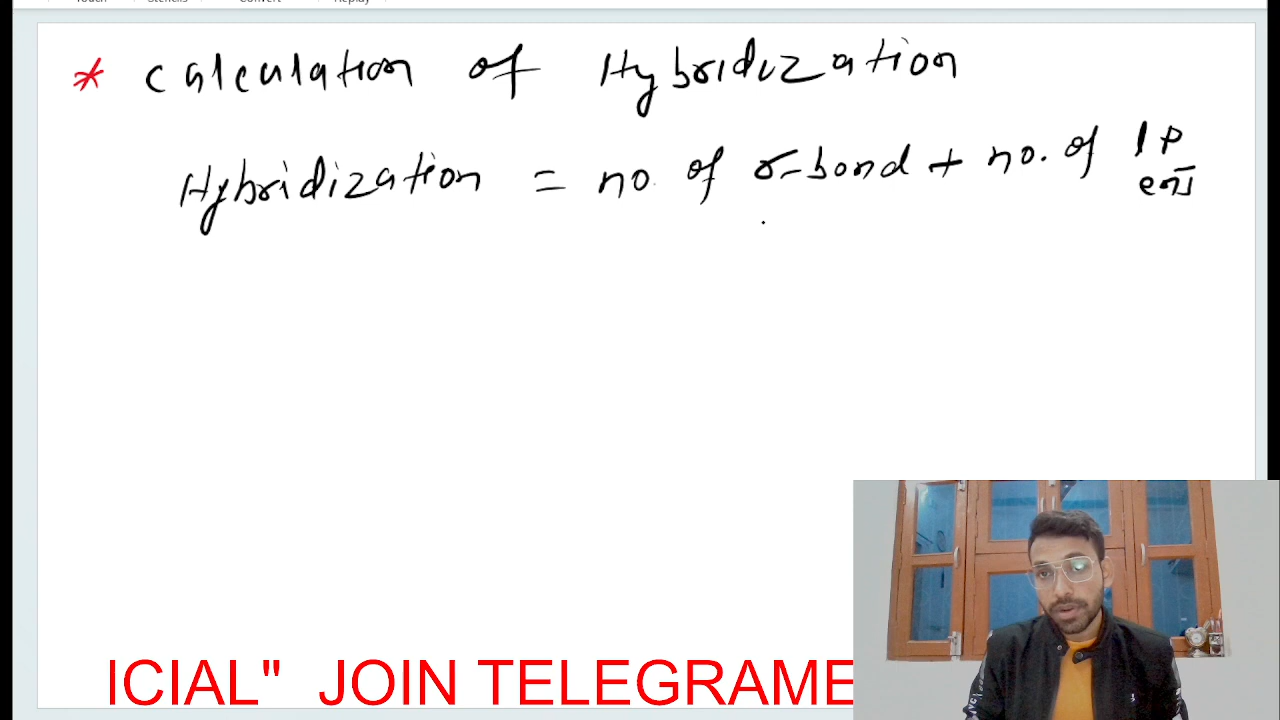 * Calculation of Hybridization
Hybridization = no. of σ-bond + no. of lp
ICIAL" JOIN TELEGRAME